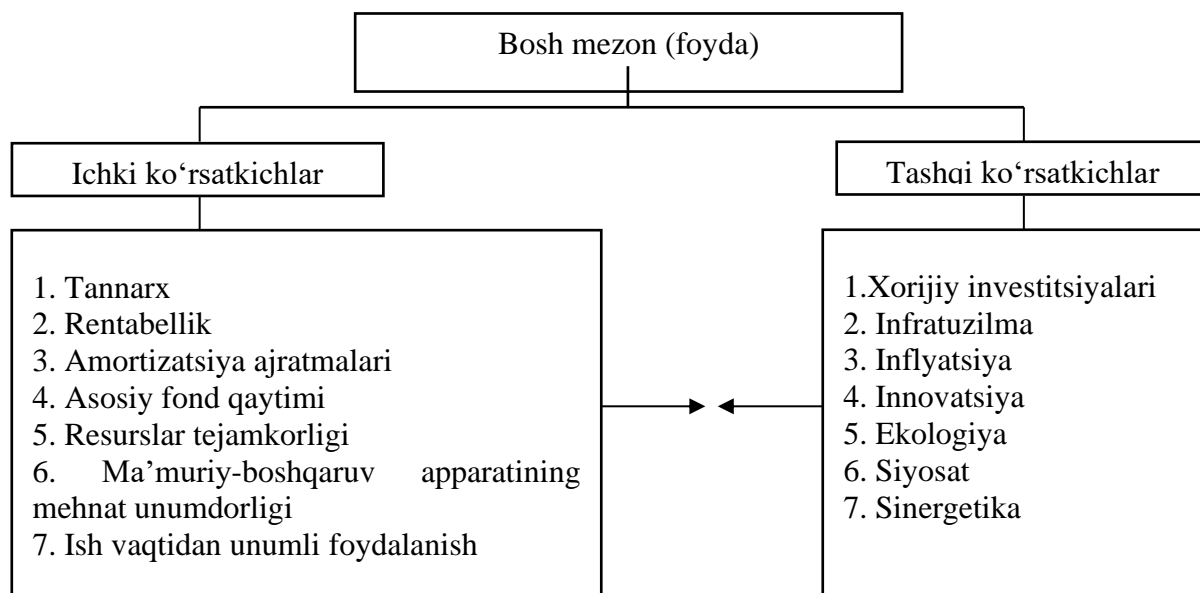 Bosh mezon (foyda)
Ichki ko‘rsatkichlar
Tashqi ko‘rsatkichlar
1. Tannarx
2. Rentabellik
3. Amortizatsiya ajratmalari
4. Asosiy fond qaytimi
5. Resurslar tejamkorligi
6. Ma’muriy-boshqaruv apparatining
mehnat unumdorligi
7. Ish vaqtidan unumli foydalanish
1.Xorijiy investitsiyalari
2. Infratuzilma
3. Inflyatsiya
4. Innovatsiya
5. Ekologiya
6. Siyosat
7. Sinergetika